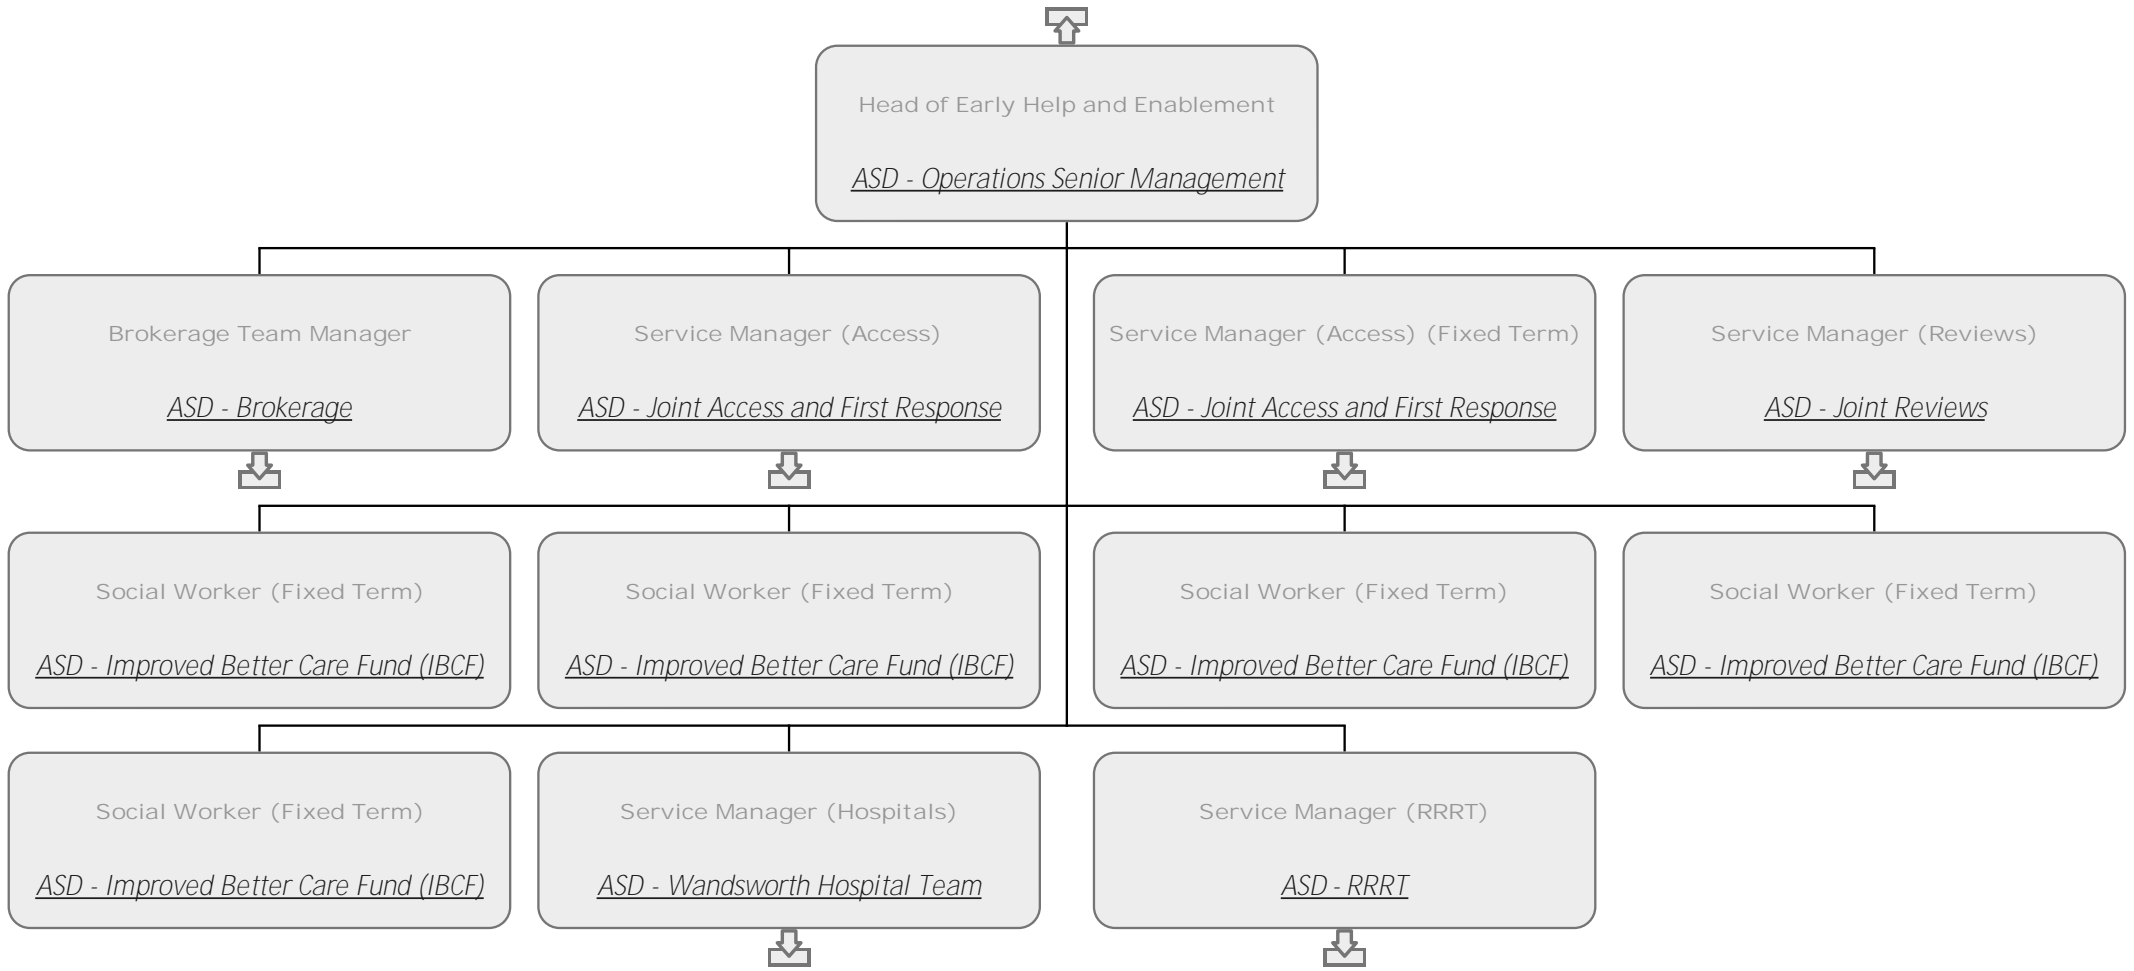 Head of Early Help and Enablement
ASD - Operations Senior Management
Brokerage Team Manager
ASD - Brokerage
Service Manager (Access)
ASD - Joint Access and First Response
Service Manager (Access) (Fixed Term)
ASD - Joint Access and First Response
Service Manager (Reviews)
ASD - Joint Reviews
Social Worker (Fixed Term)
ASD - Improved Better Care Fund (IBCF)
Social Worker (Fixed Term)
ASD - Improved Better Care Fund (IBCF)
Social Worker (Fixed Term)
ASD - Improved Better Care Fund (IBCF)
Social Worker (Fixed Term)
ASD - Improved Better Care Fund (IBCF)
Social Worker (Fixed Term)
ASD - Improved Better Care Fund (IBCF)
Service Manager (Hospitals)
ASD - Wandsworth Hospital Team
Service Manager (RRRT)
ASD - RRRT